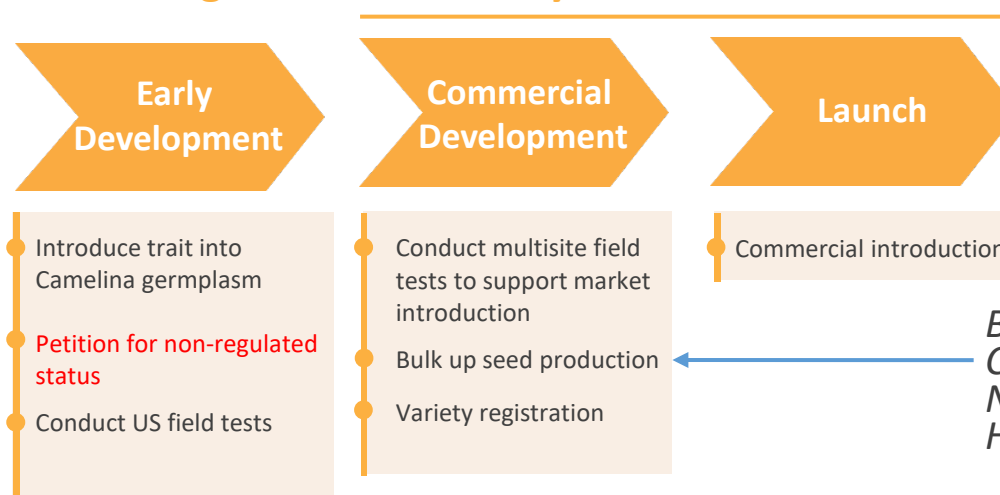 Early
Development
Commercial
Development
Launch
Introduce trait into
Camelina germplasm
Petition for non-regulated
status
Conduct US field tests
Conduct multisite field
tests to support market
introduction
Bulk up seed production
Variety registration
Commercial introduction